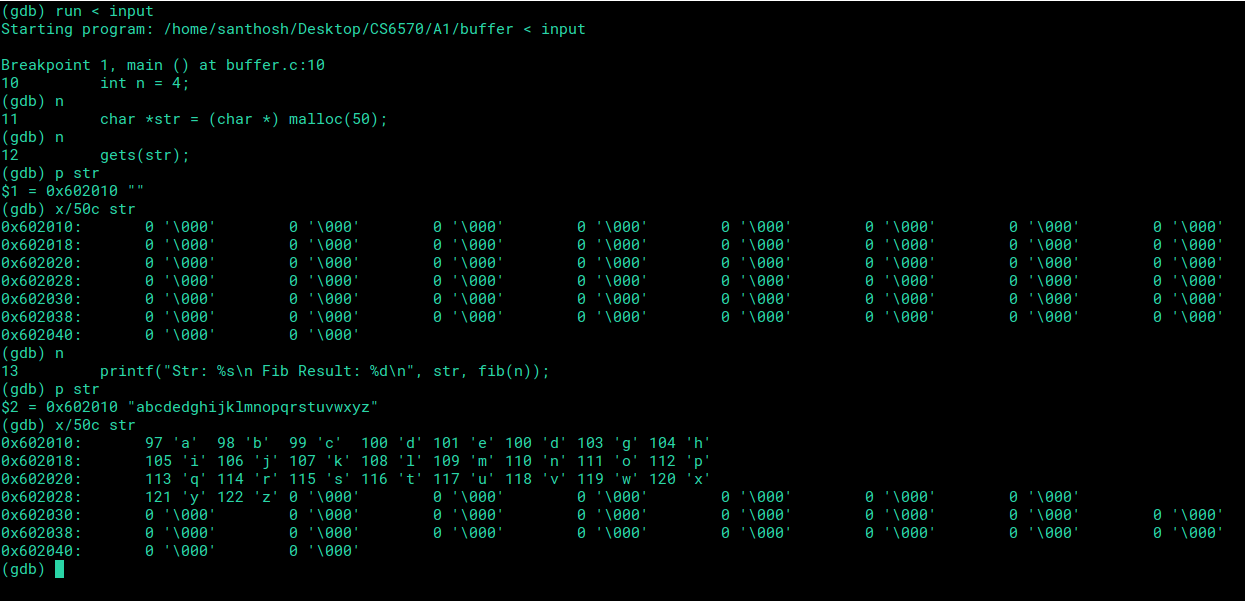 (gdb) run < input
Starting program: /home/santhosh/Desktop/CS6570/A1/buffer < input

Breakpoint 1, main () at buffer.c:10
10          int n = 4;
(gdb) n
11          char *str = (char *) malloc(50);
(gdb) n
12          gets(str);
(gdb) p str
$1 = 0x602010 ""
(gdb) x/50c str
0x602010:       0 '\000'        0 '\000'        0 '\000'        0 '\000'        0 '\000'        0 '\000'        0 '\000'        0 '\000'
0x602018:       0 '\000'        0 '\000'        0 '\000'        0 '\000'        0 '\000'        0 '\000'        0 '\000'        0 '\000'
0x602020:       0 '\000'        0 '\000'        0 '\000'        0 '\000'        0 '\000'        0 '\000'        0 '\000'        0 '\000'
0x602028:       0 '\000'        0 '\000'        0 '\000'        0 '\000'        0 '\000'        0 '\000'        0 '\000'        0 '\000'
0x602030:       0 '\000'        0 '\000'        0 '\000'        0 '\000'        0 '\000'        0 '\000'        0 '\000'        0 '\000'
0x602038:       0 '\000'        0 '\000'        0 '\000'        0 '\000'        0 '\000'        0 '\000'        0 '\000'        0 '\000'
0x602040:       0 '\000'        0 '\000'
(gdb) n
13          printf("Str: %s\n Fib Result: %d\n", str, fib(n));
(gdb) p str
$2 = 0x602010 "abcdedghijklmnopqrstuvwxyz"
(gdb) x/50c str
0x602010:       97 'a'  98 'b'  99 'c'  100 'd' 101 'e' 100 'd' 103 'g' 104 'h'
0x602018:       105 'i' 106 'j' 107 'k' 108 'l' 109 'm' 110 'n' 111 'o' 112 'p'
0x602020:       113 'q' 114 'r' 115 's' 116 't' 117 'u' 118 'v' 119 'w' 120 'x'
0x602028:       121 'y' 122 'z' 0 '\000'        0 '\000'        0 '\000'        0 '\000'        0 '\000'        0 '\000'
0x602030:       0 '\000'        0 '\000'        0 '\000'        0 '\000'        0 '\000'        0 '\000'        0 '\000'        0 '\000'
0x602038:       0 '\000'        0 '\000'        0 '\000'        0 '\000'        0 '\000'        0 '\000'        0 '\000'        0 '\000'
0x602040:       0 '\000'        0 '\000'
(gdb)